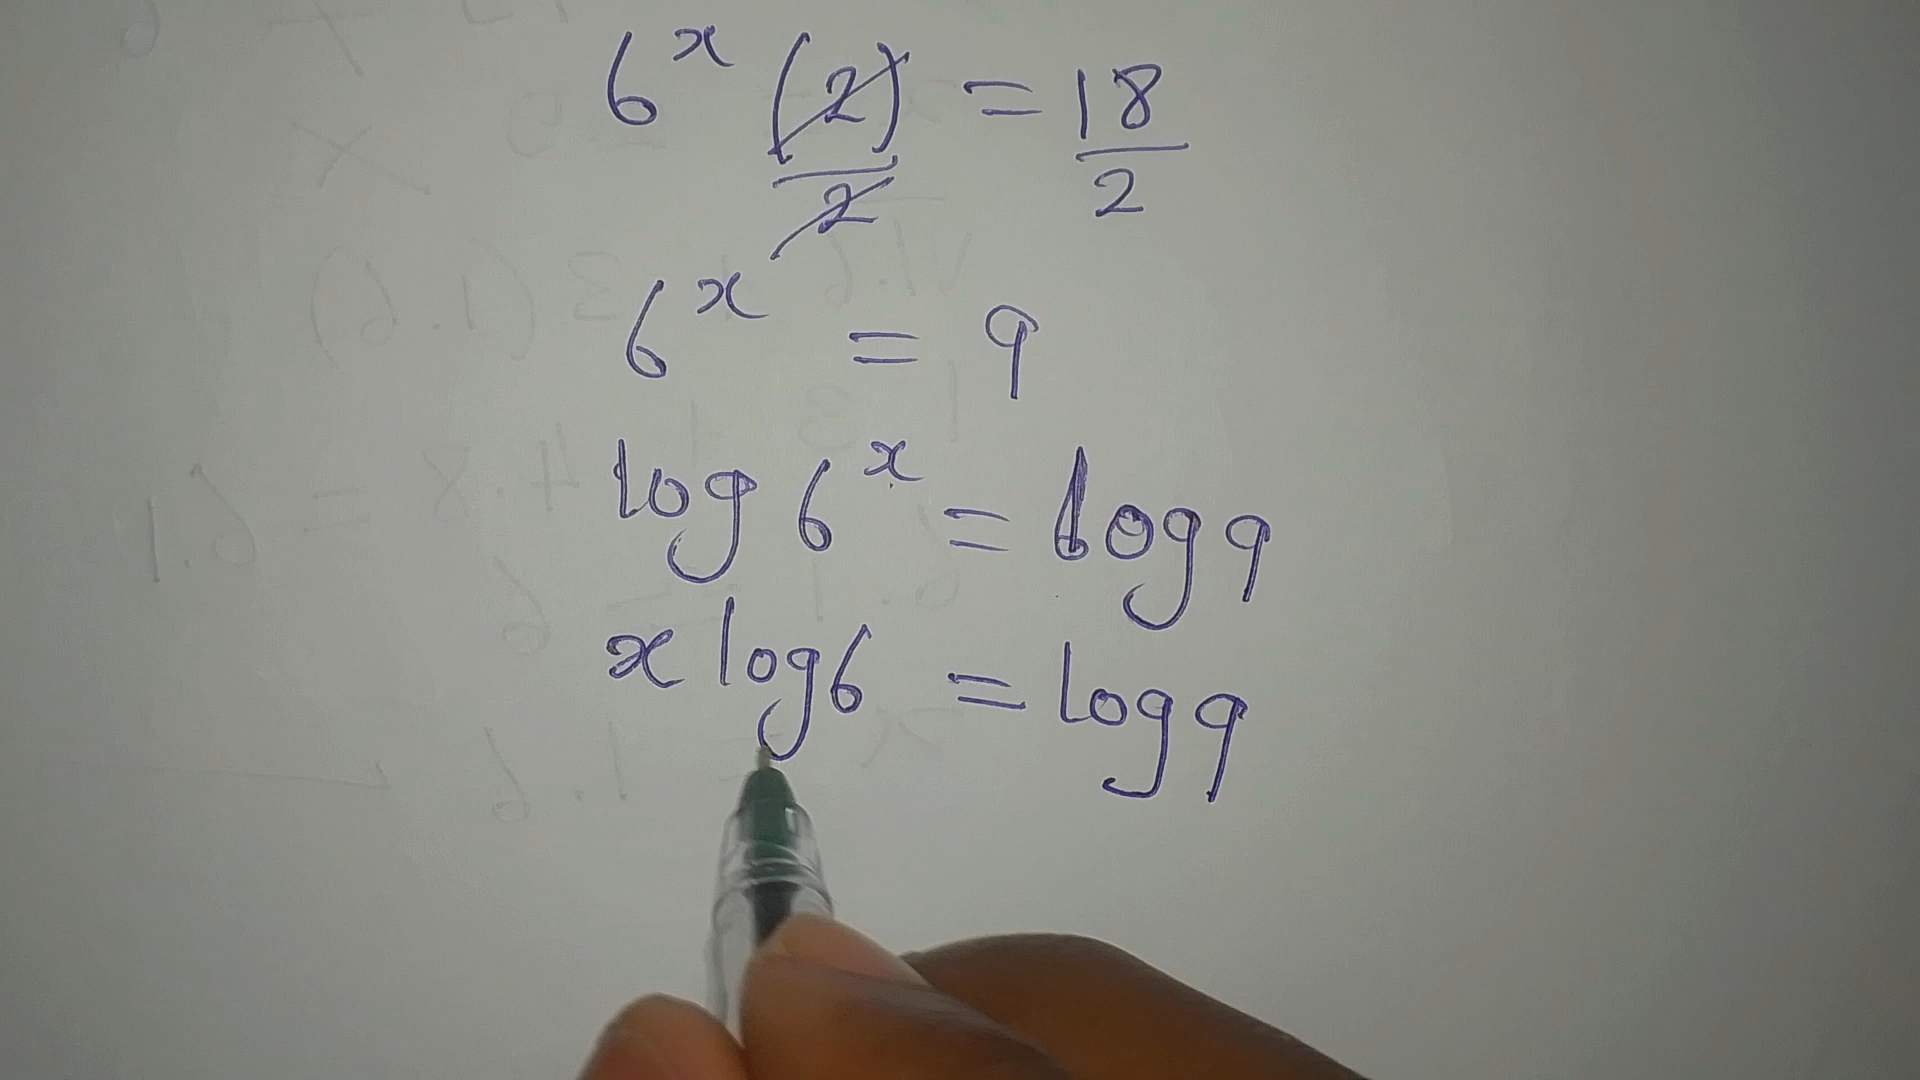 6^x (2)/2 = 18/2
6^x = 9
log 6^x = log 9
x log 6 = log 9